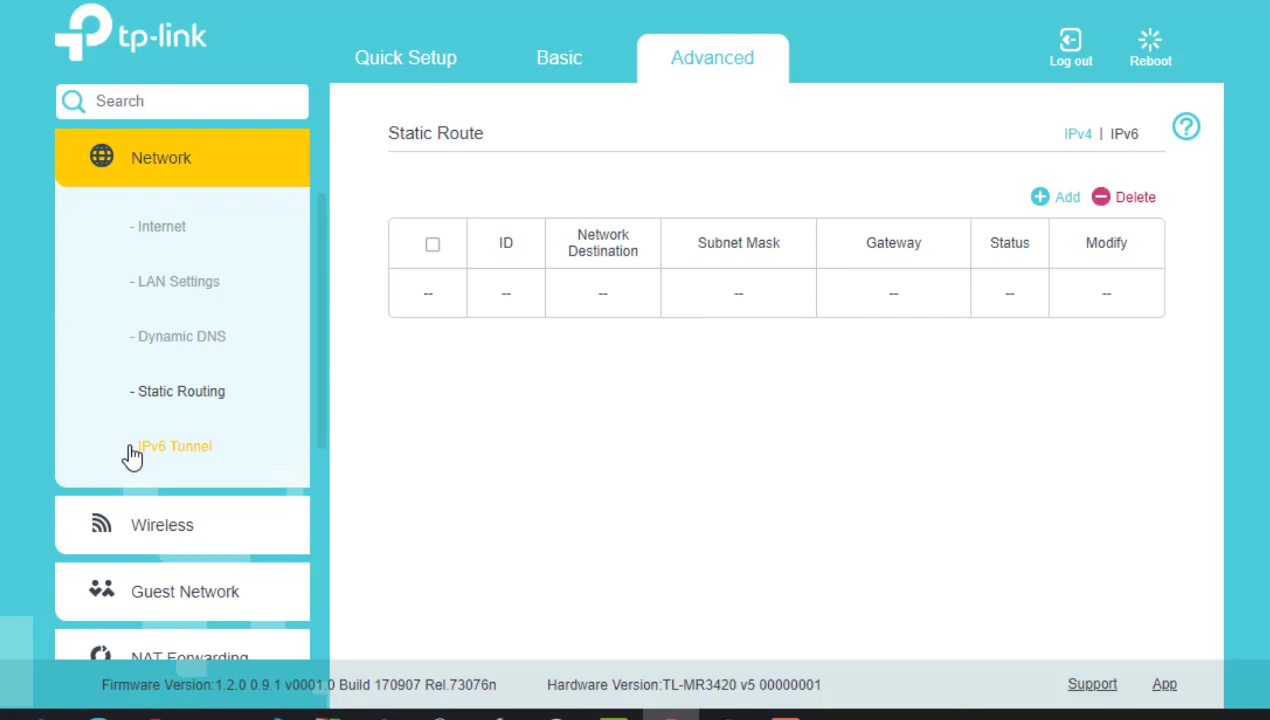 tp-link
Quick Setup
Basic
Advanced
Log out
Reboot
Search
Network
- Internet
- LAN Settings
- Dynamic DNS
- Static Routing
IPv6 Tunnel
Wireless
Guest Network
NAT Forwarding
Static Route
IPv4 | IPv6
?
Add
Delete
ID
Network
Destination
Subnet Mask
Gateway
Status
Modify
-- -- -- -- -- -- --
Firmware Version:1.2.0 0.9.1 v0001.0 Build 170907 Rel.73076n
Hardware Version:TL-MR3420 v5 00000001
Support
App